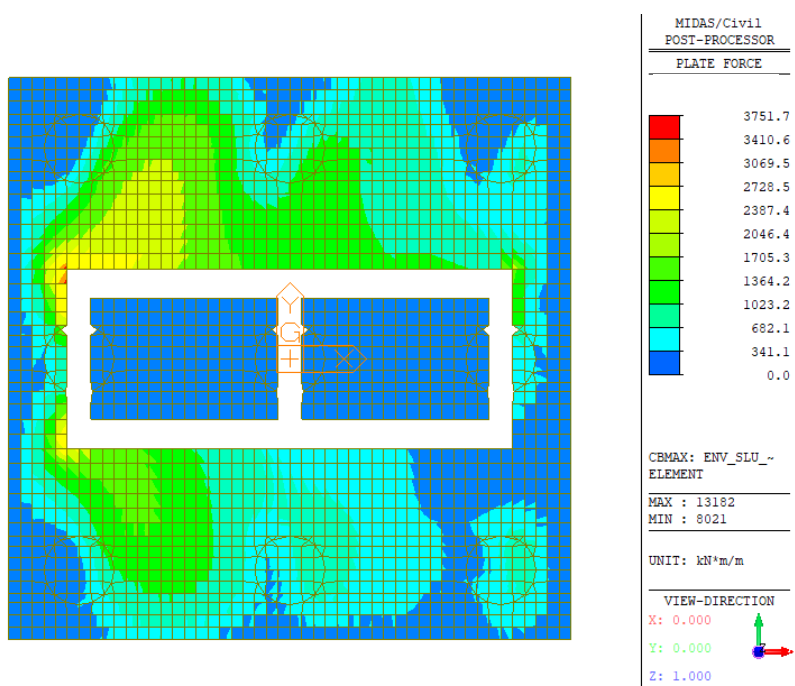 MIDAS/Civil
POST-PROCESSOR
PLATE FORCE
3751.7
3410.6
3069.5
2728.5
2387.4
2046.4
1705.3
1364.2
1023.2
682.1
341.1
0.0
Y
G
X
CBMAX: ENV_SLU_~
ELEMENT
MAX : 13182
MIN : 8021
UNIT: kN*m/m
VIEW-DIRECTION
X: 0.000
Y: 0.000
Z: 1.000
Z